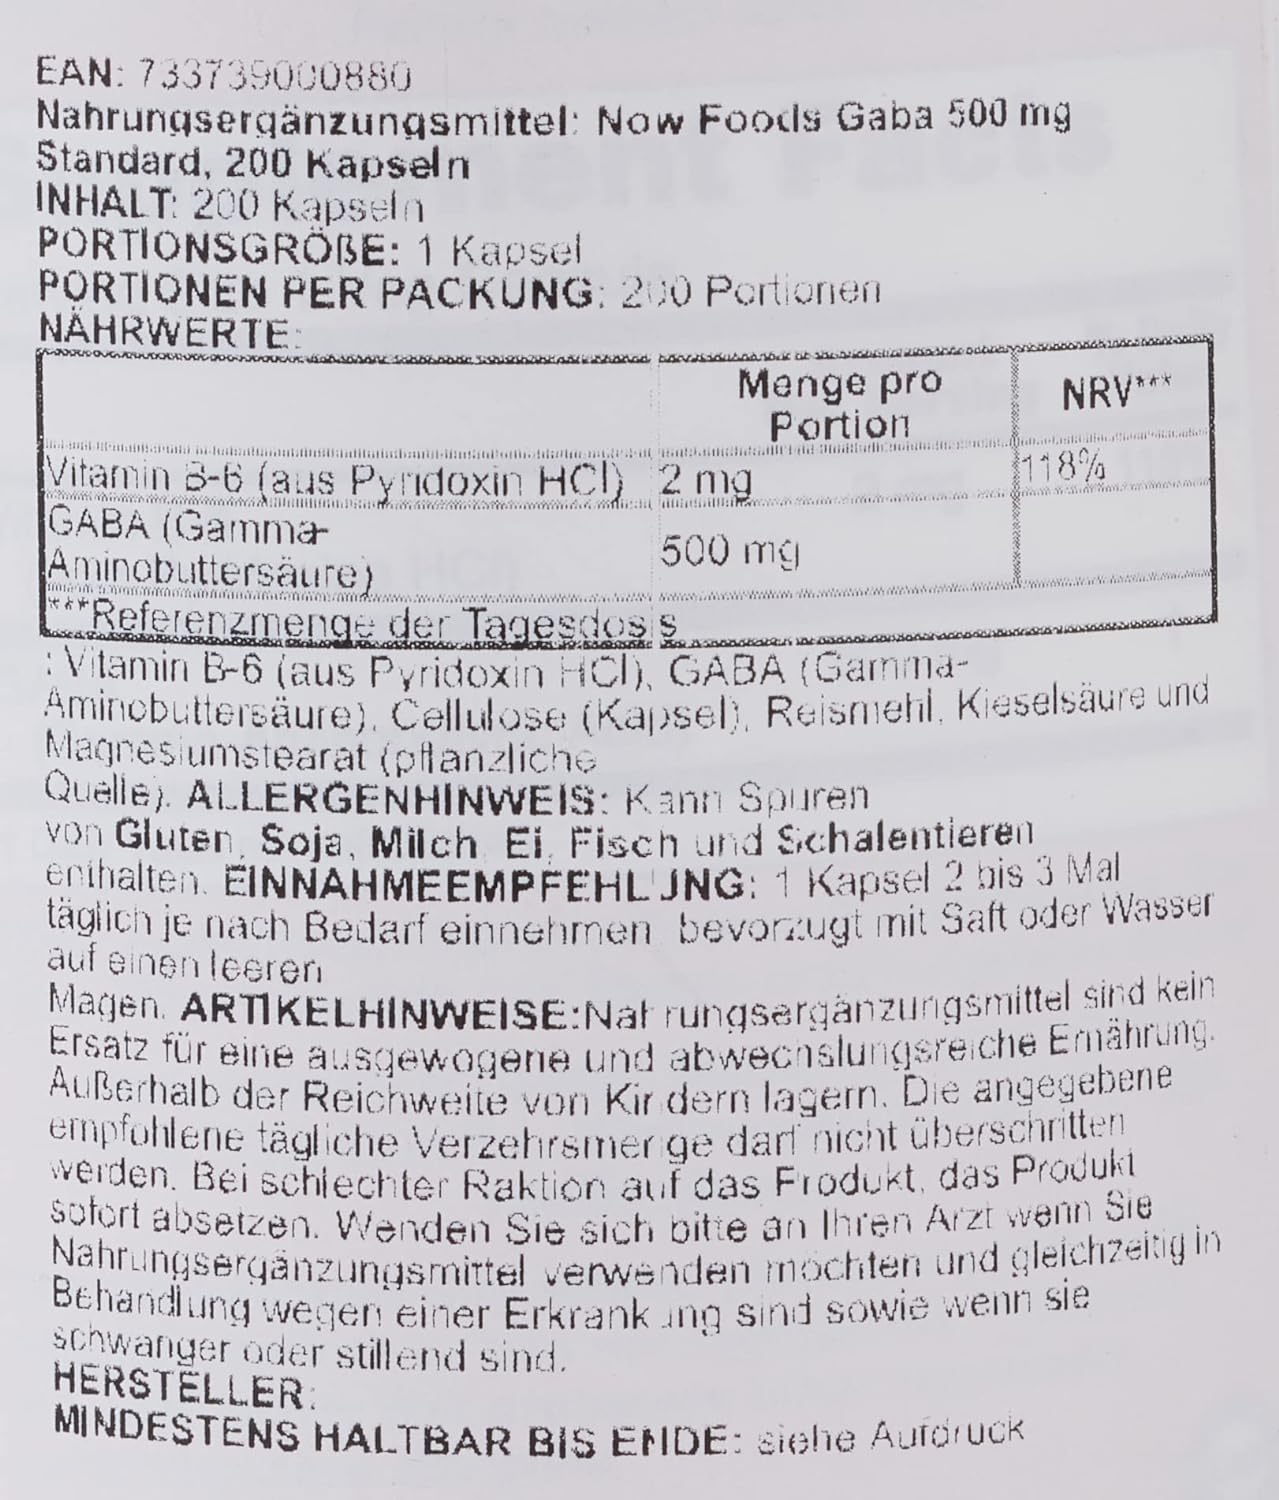 EAN: 733739000880
Nahrungsergänzungsmittel: Now Foods Gaba 500 mg
Standard, 200 Kapseln
INHALT: 200 Kapseln
PORTIONSGRÖßE: 1 Kapsel
PORTIONEN PER PACKUNG: 200 Portionen
NÄHRWERTE:
Menge pro
Portion
NRV***
Vitamin B-6 (aus Pyridoxin HCl) 2 mg 118%
GABA (Gamma-
Aminobuttersäure) 500 mg
***Referenzmenge der Tagesdosis
: Vitamin B-6 (aus Pyridoxin HCl), GABA (Gamma-
Aminobuttersäure), Cellulose (Kapsel), Reismehl, Kieselsäure und
Magnesiumstearat (pflanzliche
Quelle). ALLERGENHINWEIS: Kann Spuren
von Gluten, Soja, Milch, Ei, Fisch und Schalentieren
enthalten. EINNAHMEEMPFEHLUNG: 1 Kapsel 2 bis 3 Mal
täglich je nach Bedarf einnehmen, bevorzugt mit Saft oder Wasser
auf einen leeren
Magen. ARTIKELHINWEISE:Nahrungsergänzungsmittel sind kein
Ersatz für eine ausgewogene und abwechslungsreiche Ernährung.
Außerhalb der Reichweite von Kindern lagern. Die angegebene
empfohlene tägliche Verzehrsmenge darf nicht überschritten
werden. Bei schlechter Raktion auf das Produkt, das Produkt
sofort absetzen. Wenden Sie sich bitte an Ihren Arzt wenn Sie
Nahrungsergänzungsmittel verwenden möchten und gleichzeitig in
Behandlung wegen einer Erkrankung sind sowie wenn sie
schwanger oder stillend sind.
HERSTELLER:
MINDESTENS HALTBAR BIS ENDE: siehe Aufdruck